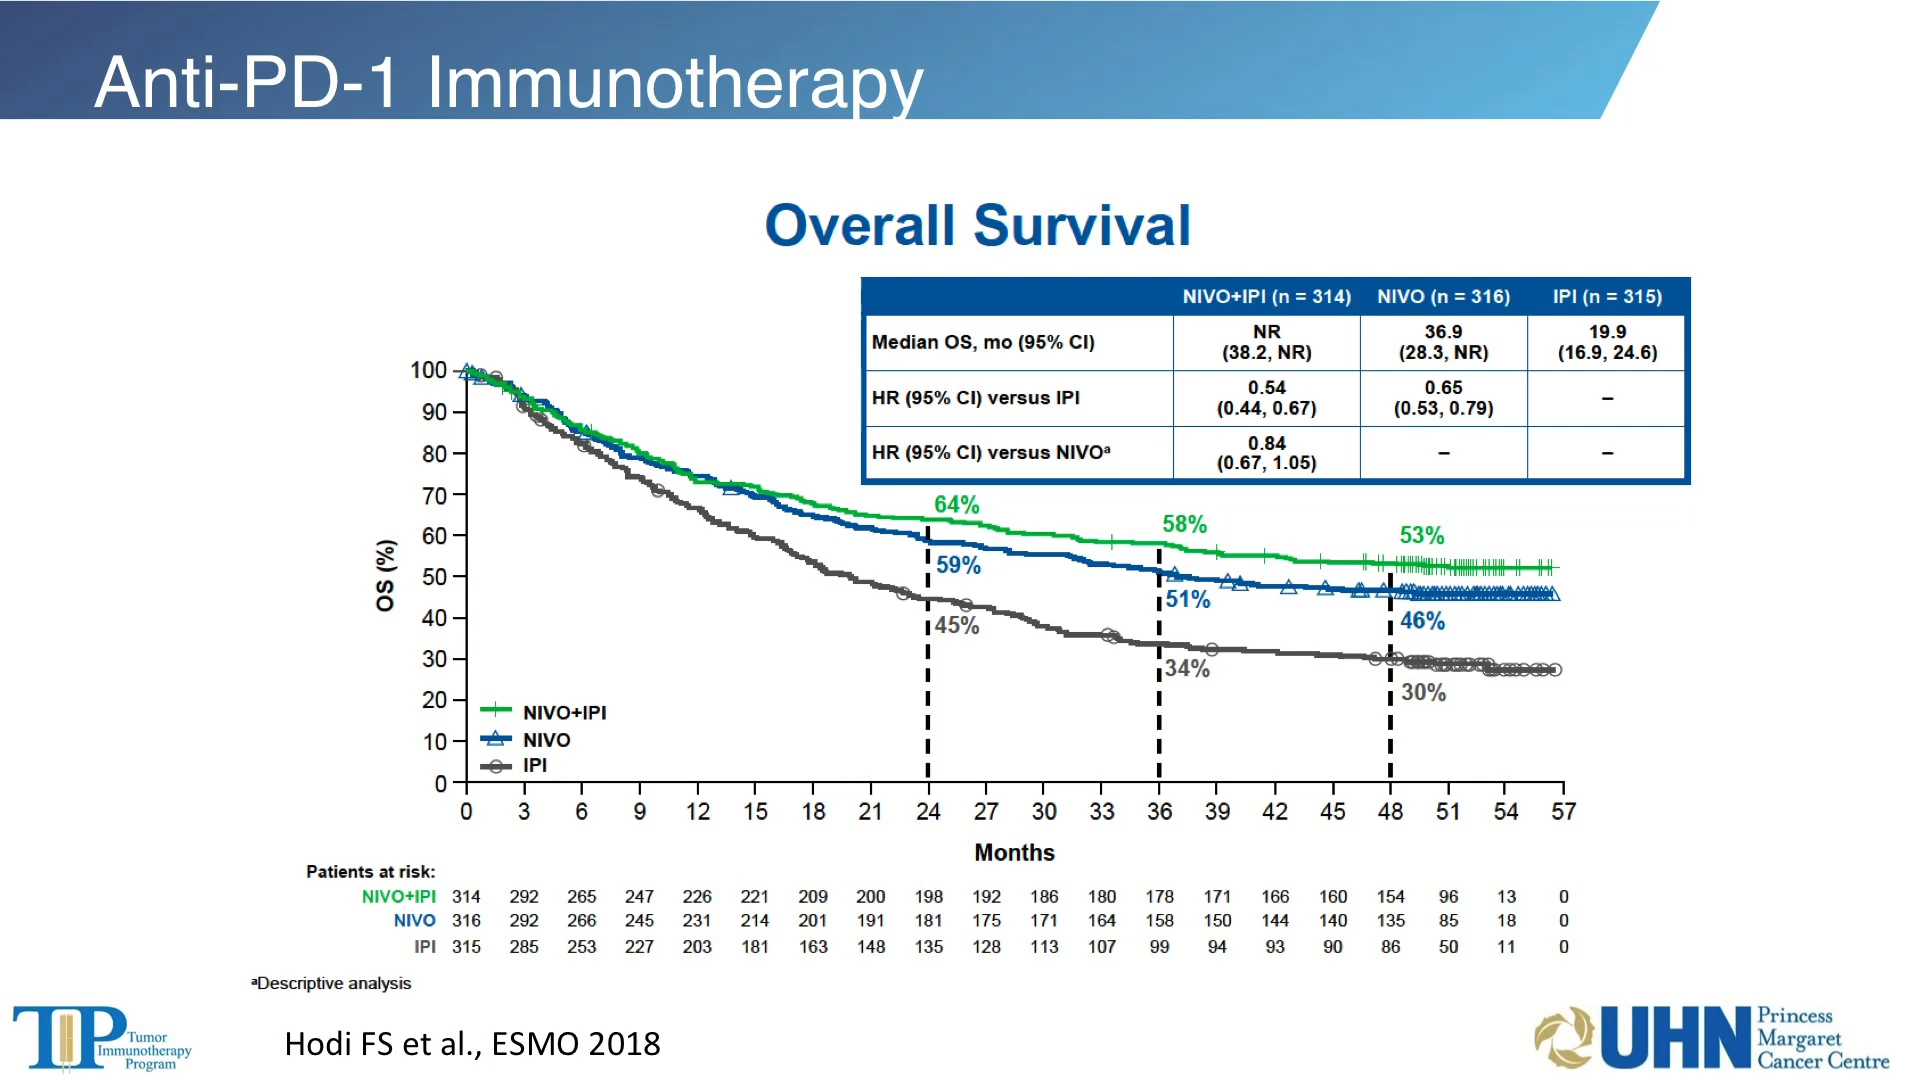 Anti-PD-1 Immunotherapy
Overall Survival
NIVO+IPI (n = 314) NIVO (n = 316) IPI (n = 315)
Median OS, mo (95% CI) NR (38.2, NR) 36.9 (28.3, NR) 19.9 (16.9, 24.6)
HR (95% CI) versus IPI 0.54 (0.44, 0.67) 0.65 (0.53, 0.79) –
HR (95% CI) versus NIVOᵃ 0.84 (0.67, 1.05) – –
OS (%)
100
90
80
70
60
50
40
30
20
10
0
64% 58% 53%
59% 51% 46%
45% 34% 30%
NIVO+IPI
NIVO
IPI
0 3 6 9 12 15 18 21 24 27 30 33 36 39 42 45 48 51 54 57
Months
Patients at risk:
NIVO+IPI 314 292 265 247 226 221 209 200 198 192 186 180 178 171 166 160 154 96 13 0
NIVO 316 292 266 245 231 214 201 191 181 175 171 164 158 150 144 140 135 85 18 0
IPI 315 285 253 227 203 181 163 148 135 128 113 107 99 94 93 90 86 50 11 0
ᵃDescriptive analysis
TIP Tumor Immunotherapy Program
Hodi FS et al., ESMO 2018
UHN Princess Margaret Cancer Centre